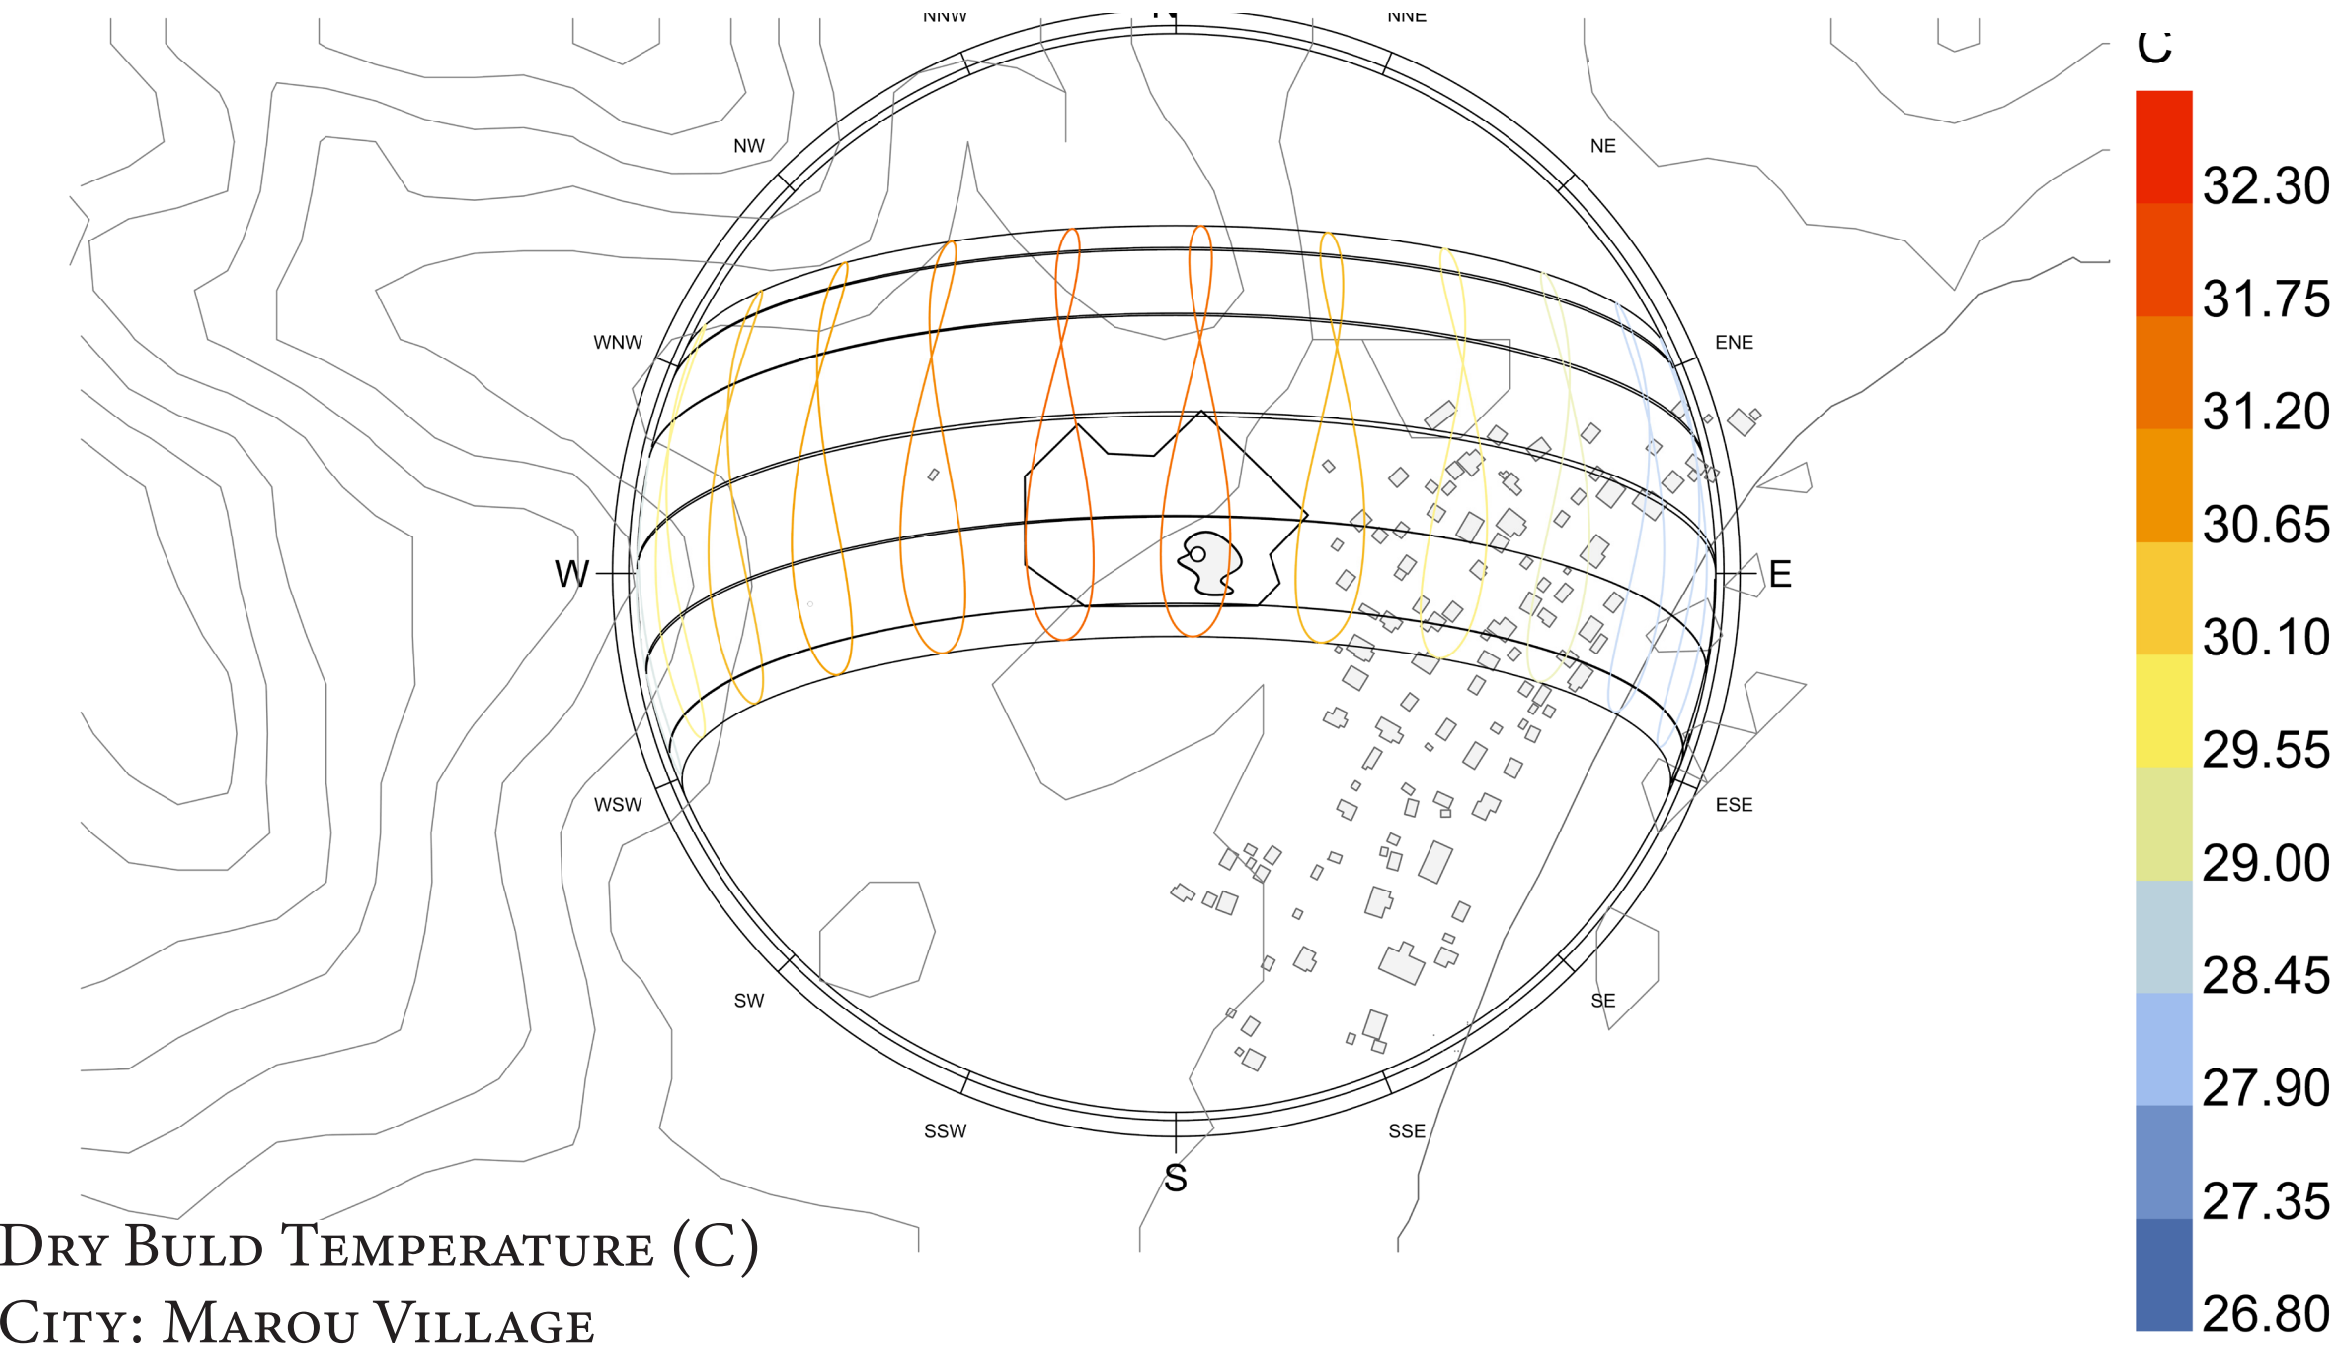 NNW
N
NNE
C
NW
NE
32.30
31.75
WNW
ENE
31.20
30.65
W
E
30.10
29.55
WSW
ESE
29.00
28.45
SW
SE
27.90
SSW
SSE
S
27.35
Dry Buld Temperature (C)
26.80
City: Marou Village